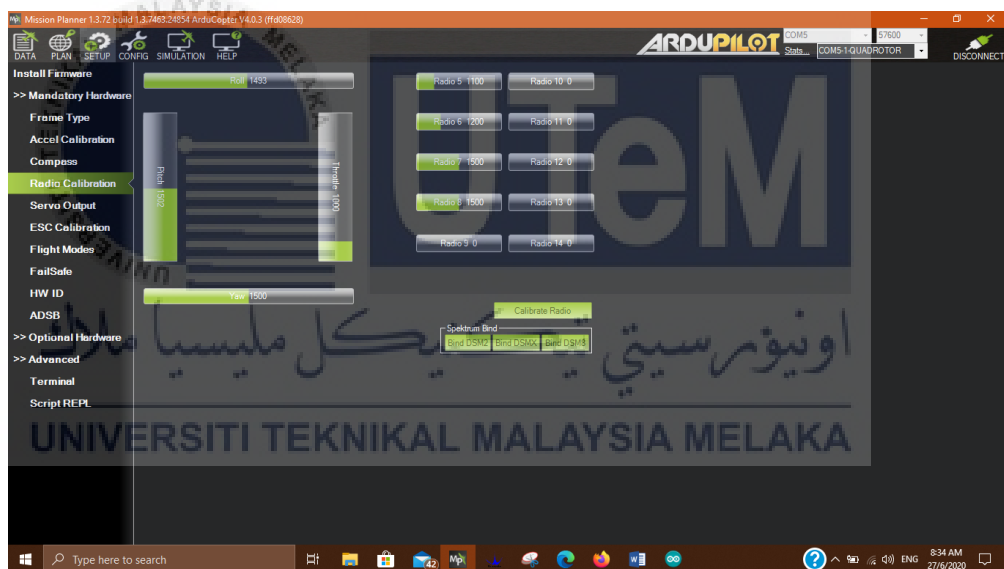 Mission Planner 1.3.72 build 1.3.7463.24854 ArduCopter V4.0.3 (ffd08628)
DATA PLAN SETUP CONFIG SIMULATION HELP
ARDUPILOT
COM5 57600
Stats... COM5-1-QUADROTOR
DISCONNECT
Install Firmware
>> Mandatory Hardware
Frame Type
Accel Calibration
Compass
Radio Calibration
Servo Output
ESC Calibration
Flight Modes
FailSafe
HW ID
ADSB
>> Optional Hardware
>> Advanced
Terminal
Script REPL
Roll 1493
Pitch 1502
Throttle 1000
Yaw 1500
Radio 5 1100 Radio 10 0
Radio 6 1200 Radio 11 0
Radio 7 1500 Radio 12 0
Radio 8 1500 Radio 13 0
Radio 9 0 Radio 14 0
Calibrate Radio
Spektrum Bind
Bind DSM2 Bind DSMX Bind DSM8
UTeM
اونيۏرسيتي تيكنيكل مليسيا ملاك
UNIVERSITI TEKNIKAL MALAYSIA MELAKA
Type here to search
42
ENG
8:34 AM
27/6/2020